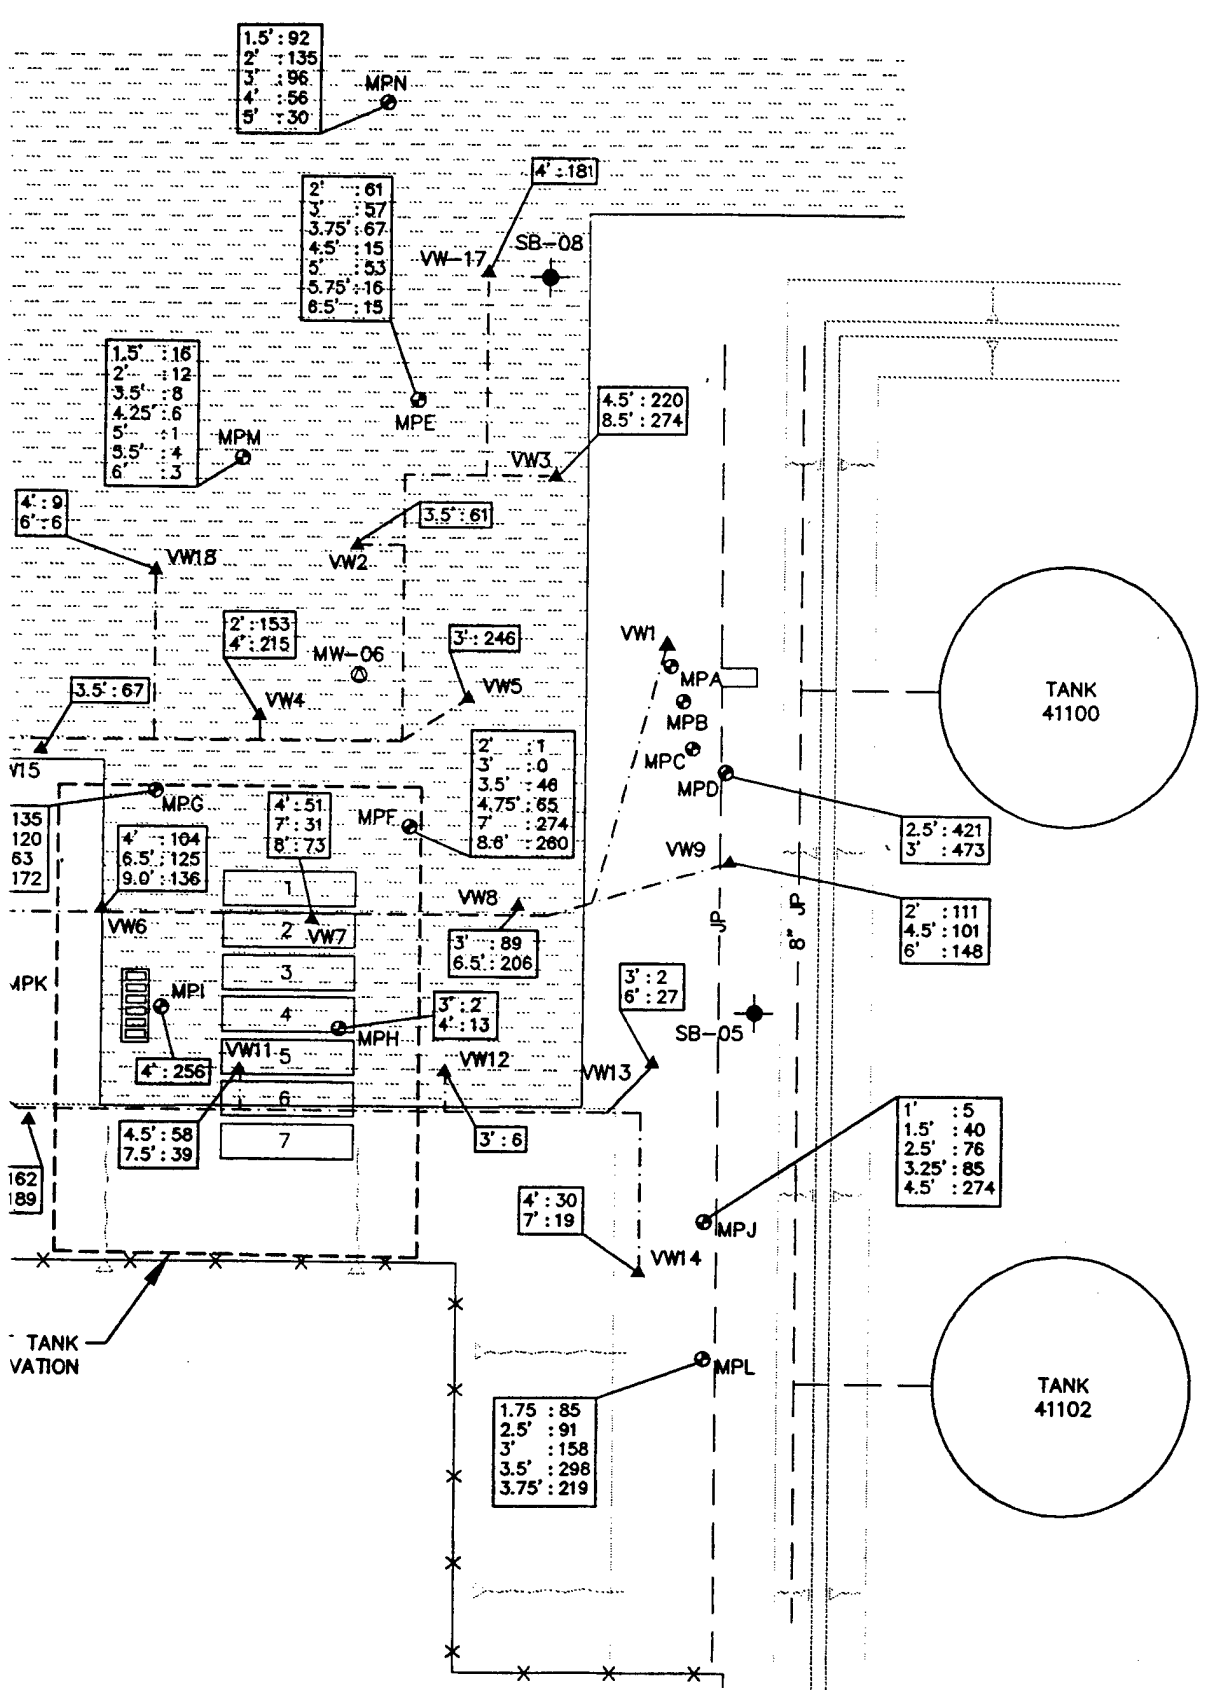 1.5' : 92
2' : 135
3' : 96
4' : 56
5' : 30
MPN
4' : 181
2' : 61
3' : 57
3.75' : 67
4.5' : 15
5' : 53
5.75' : 16
6.5' : 15
VW-17
SB-08
MPE
1.5' : 16
2' : 12
3.5' : 8
4.25' : 6
5' : 1
5.5' : 4
6' : 3
MPM
4.5' : 220
8.5' : 274
VW3
4' : 9
6' : 6
3.5' : 61
VW18
VW2
2' : 153
4' : 215
MW-06
3' : 246
VW1
MPA
3.5' : 67
VW4
VW5
MPB
TANK
41100
W15
MPC
MPD
2' : 1
3' : 0
3.5' : 46
4.75' : 65
7' : 274
8.6' : 260
MPG
MPF
135
120
63
172
4' : 51
7' : 31
8' : 73
4' : 104
6.5' : 125
9.0' : 136
2.5' : 421
3' : 473
VW9
1
VW8
VW6
2
VW7
JP
8" JP
2' : 111
4.5' : 101
6' : 148
3' : 89
6.5' : 206
MPK
3
3' : 2
6' : 27
MPI
4
MPH
3' : 2
4' : 13
SB-05
4' : 256
VW11
5
VW12
VW13
6
4.5' : 58
7.5' : 39
7
3' : 6
1' : 5
1.5' : 40
2.5' : 76
3.25' : 85
4.5' : 274
162
189
4' : 30
7' : 19
MPJ
VW14
TANK
VATION
MPL
TANK
41102
1.75 : 85
2.5' : 91
3' : 158
3.5' : 298
3.75' : 219